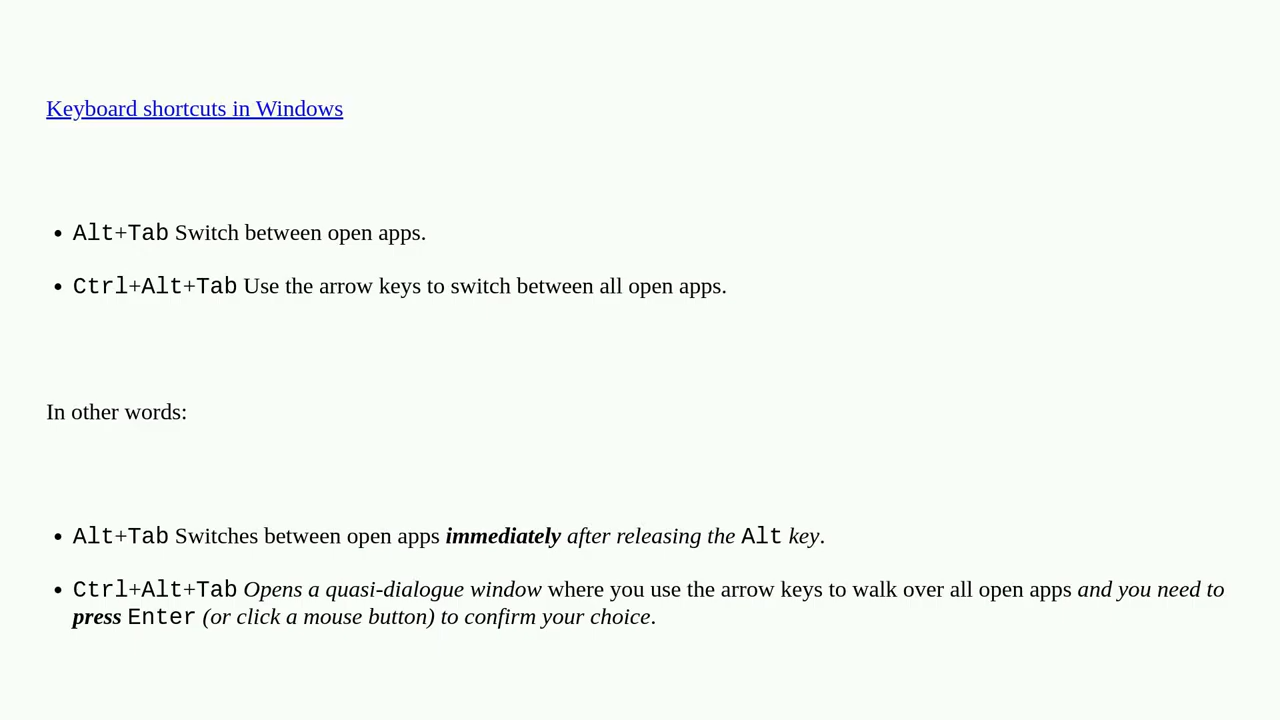 Keyboard shortcuts in Windows
• Alt+Tab Switch between open apps.
• Ctrl+Alt+Tab Use the arrow keys to switch between all open apps.
In other words:
• Alt+Tab Switches between open apps immediately after releasing the Alt key.
• Ctrl+Alt+Tab Opens a quasi-dialogue window where you use the arrow keys to walk over all open apps and you need to
press Enter (or click a mouse button) to confirm your choice.